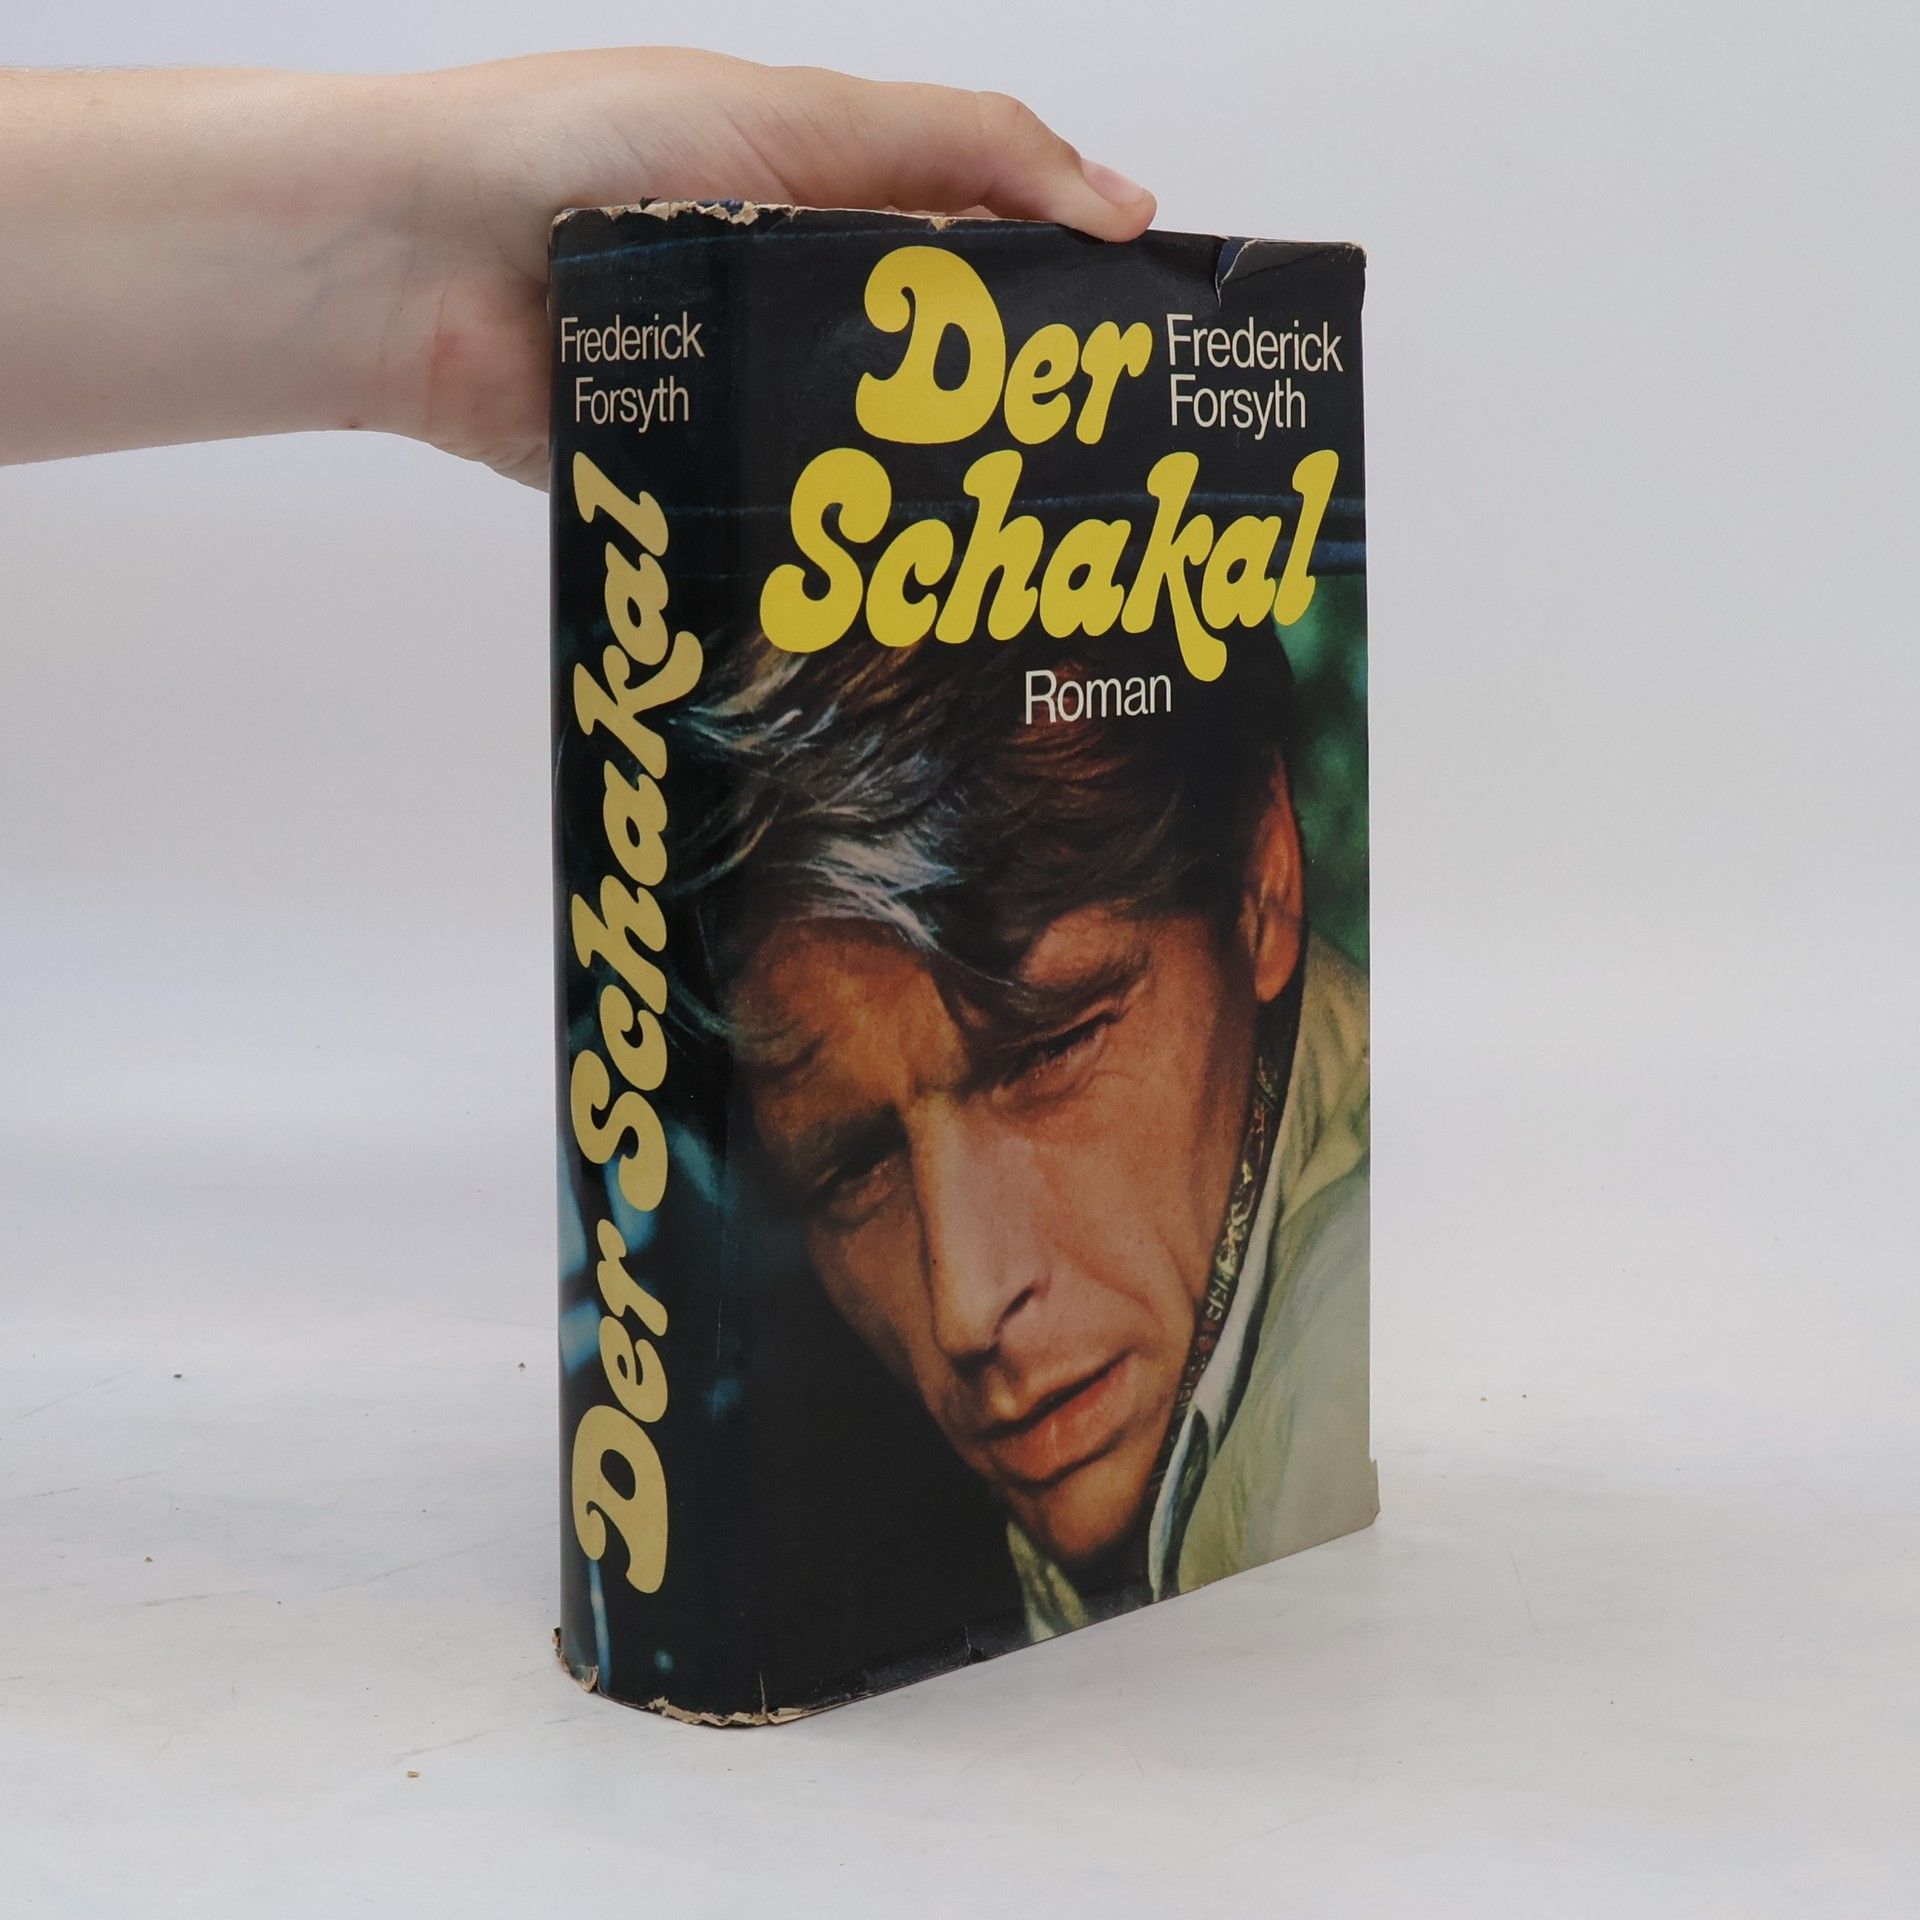 Frederick
Forsyth
Der Schakal
Der
Frederick
Forsyth
Schakal
Roman